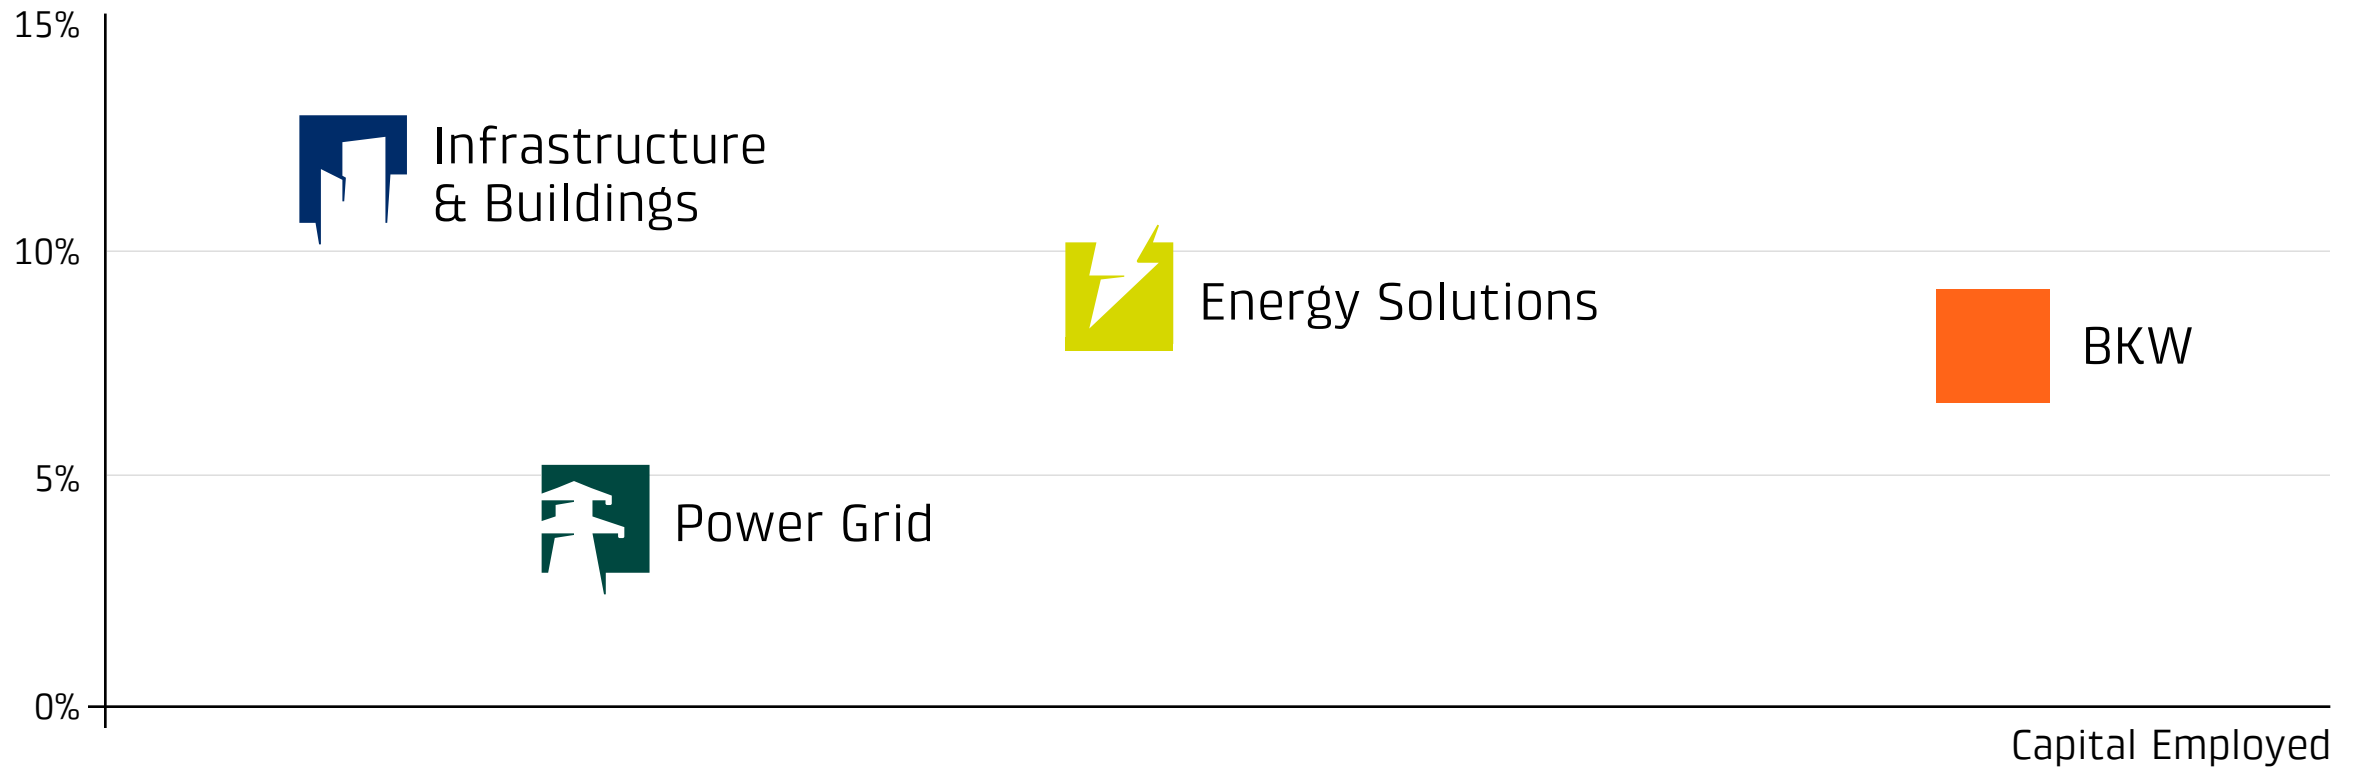 15%
Infrastructure
& Buildings
10%
Energy Solutions
BKW
5%
Power Grid
0%
Capital Employed